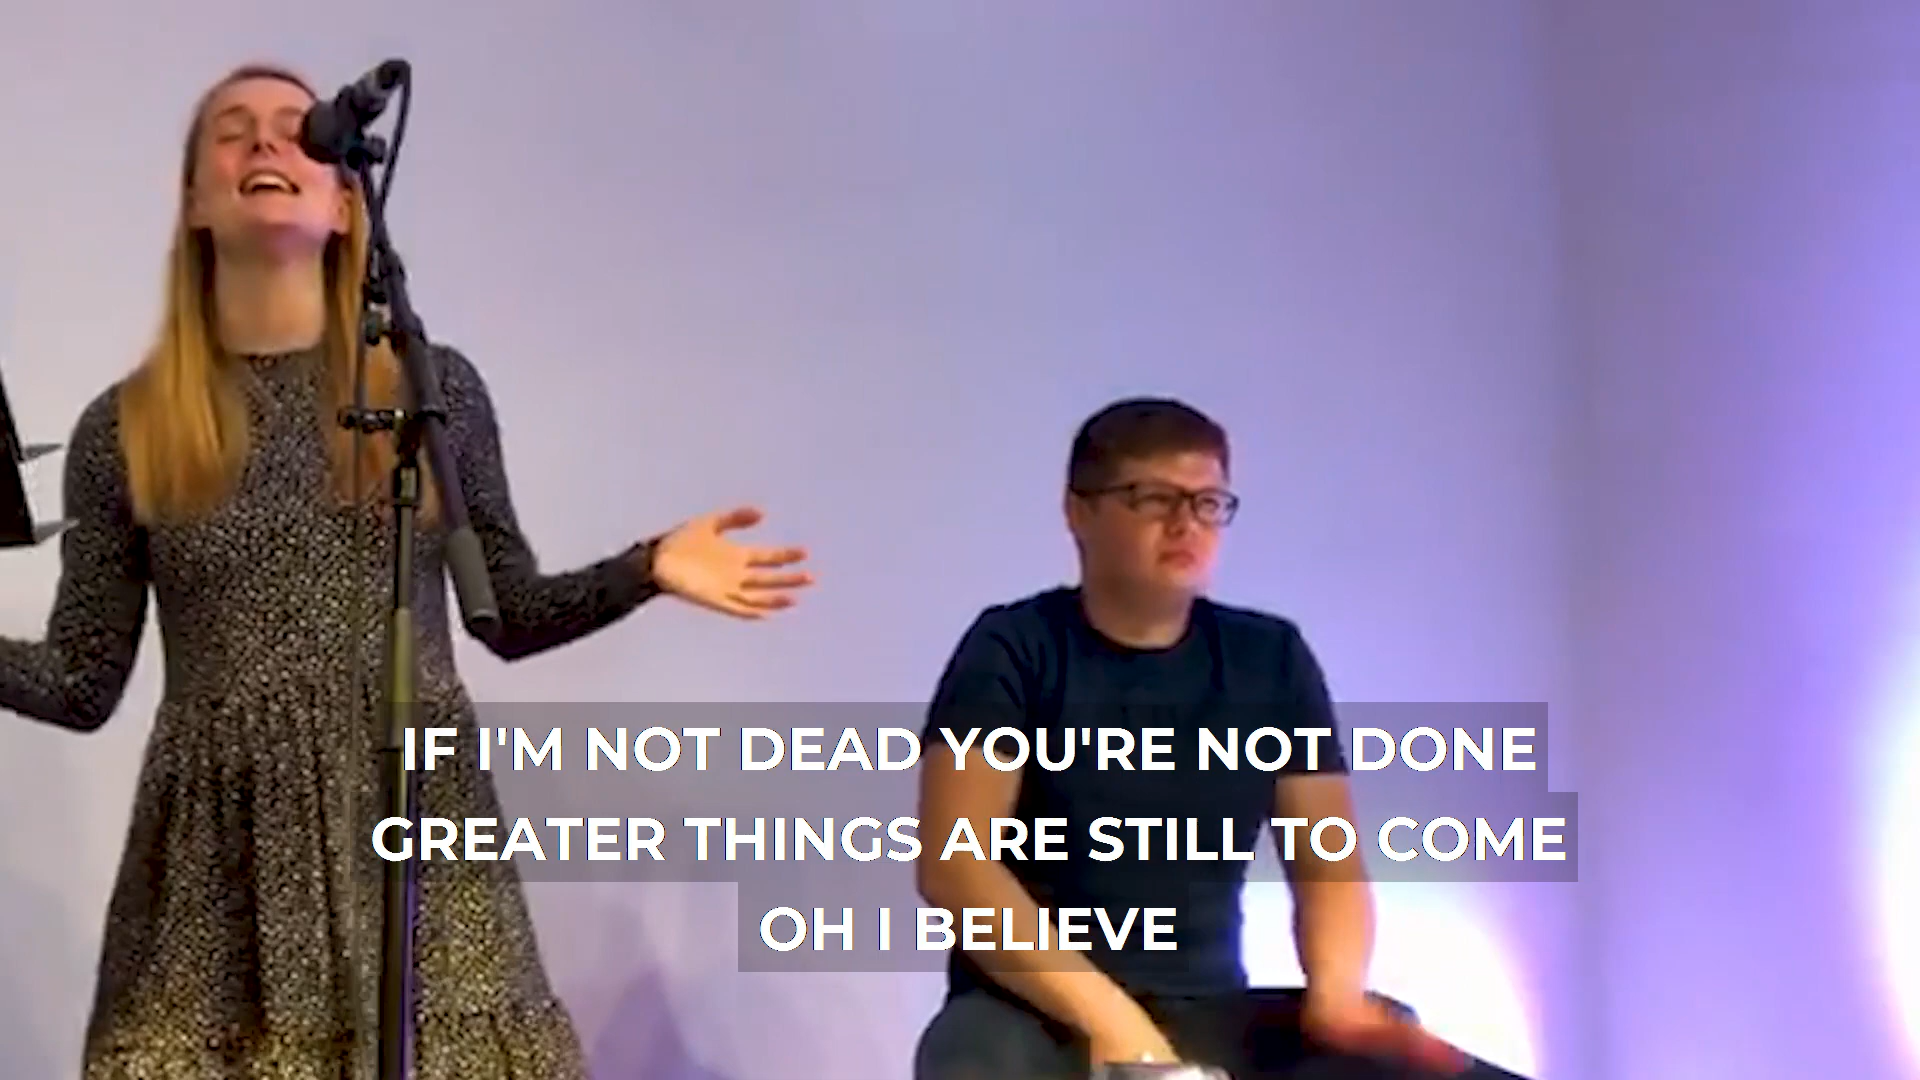 IF I'M NOT DEAD YOU'RE NOT DONE
GREATER THINGS ARE STILL TO COME
OH I BELIEVE